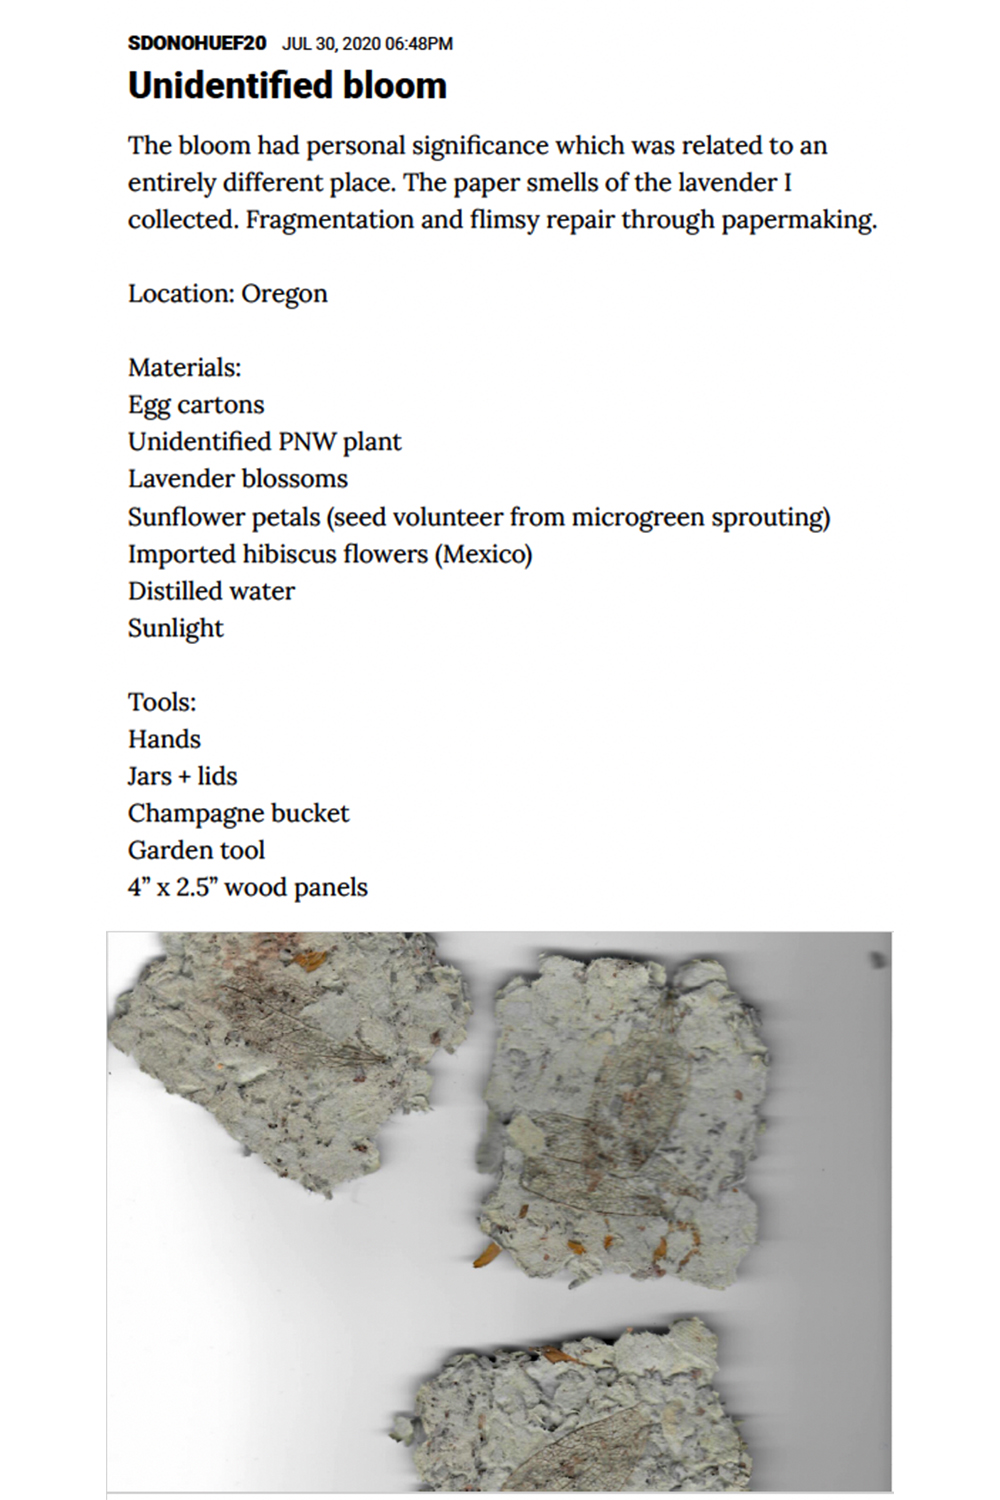 SDONOHUEF20 JUL 30, 2020 06:48PM
Unidentified bloom
The bloom had personal significance which was related to an
entirely different place. The paper smells of the lavender I
collected. Fragmentation and flimsy repair through papermaking.
Location: Oregon
Materials:
Egg cartons
Unidentified PNW plant
Lavender blossoms
Sunflower petals (seed volunteer from microgreen sprouting)
Imported hibiscus flowers (Mexico)
Distilled water
Sunlight
Tools:
Hands
Jars + lids
Champagne bucket
Garden tool
4” x 2.5” wood panels